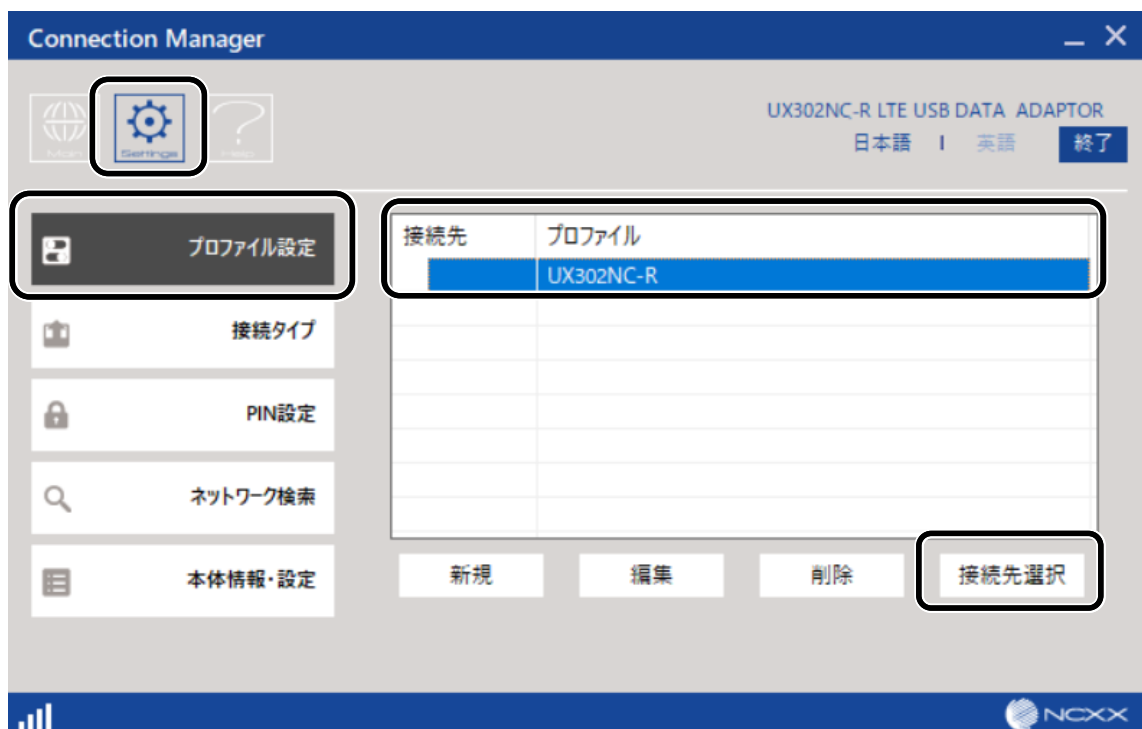 Connection Manager
Main
Settings
Help
UX302NC-R LTE USB DATA ADAPTOR
日本語 | 英語
終了
プロファイル設定
接続タイプ
PIN設定
ネットワーク検索
本体情報・設定
接続先 プロファイル
UX302NC-R
新規 編集 削除 接続先選択
NCXX